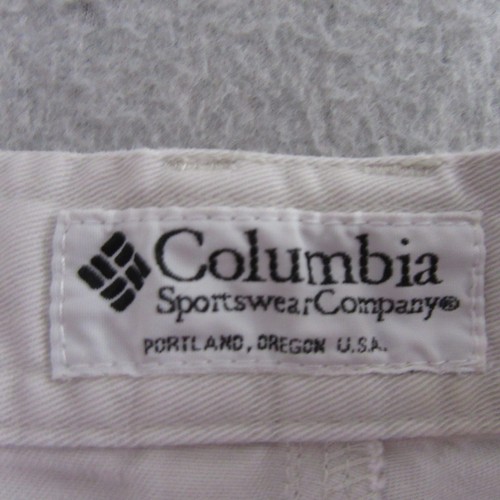 Columbia
SportswearCompany®
PORTLAND, OREGON U.S.A.